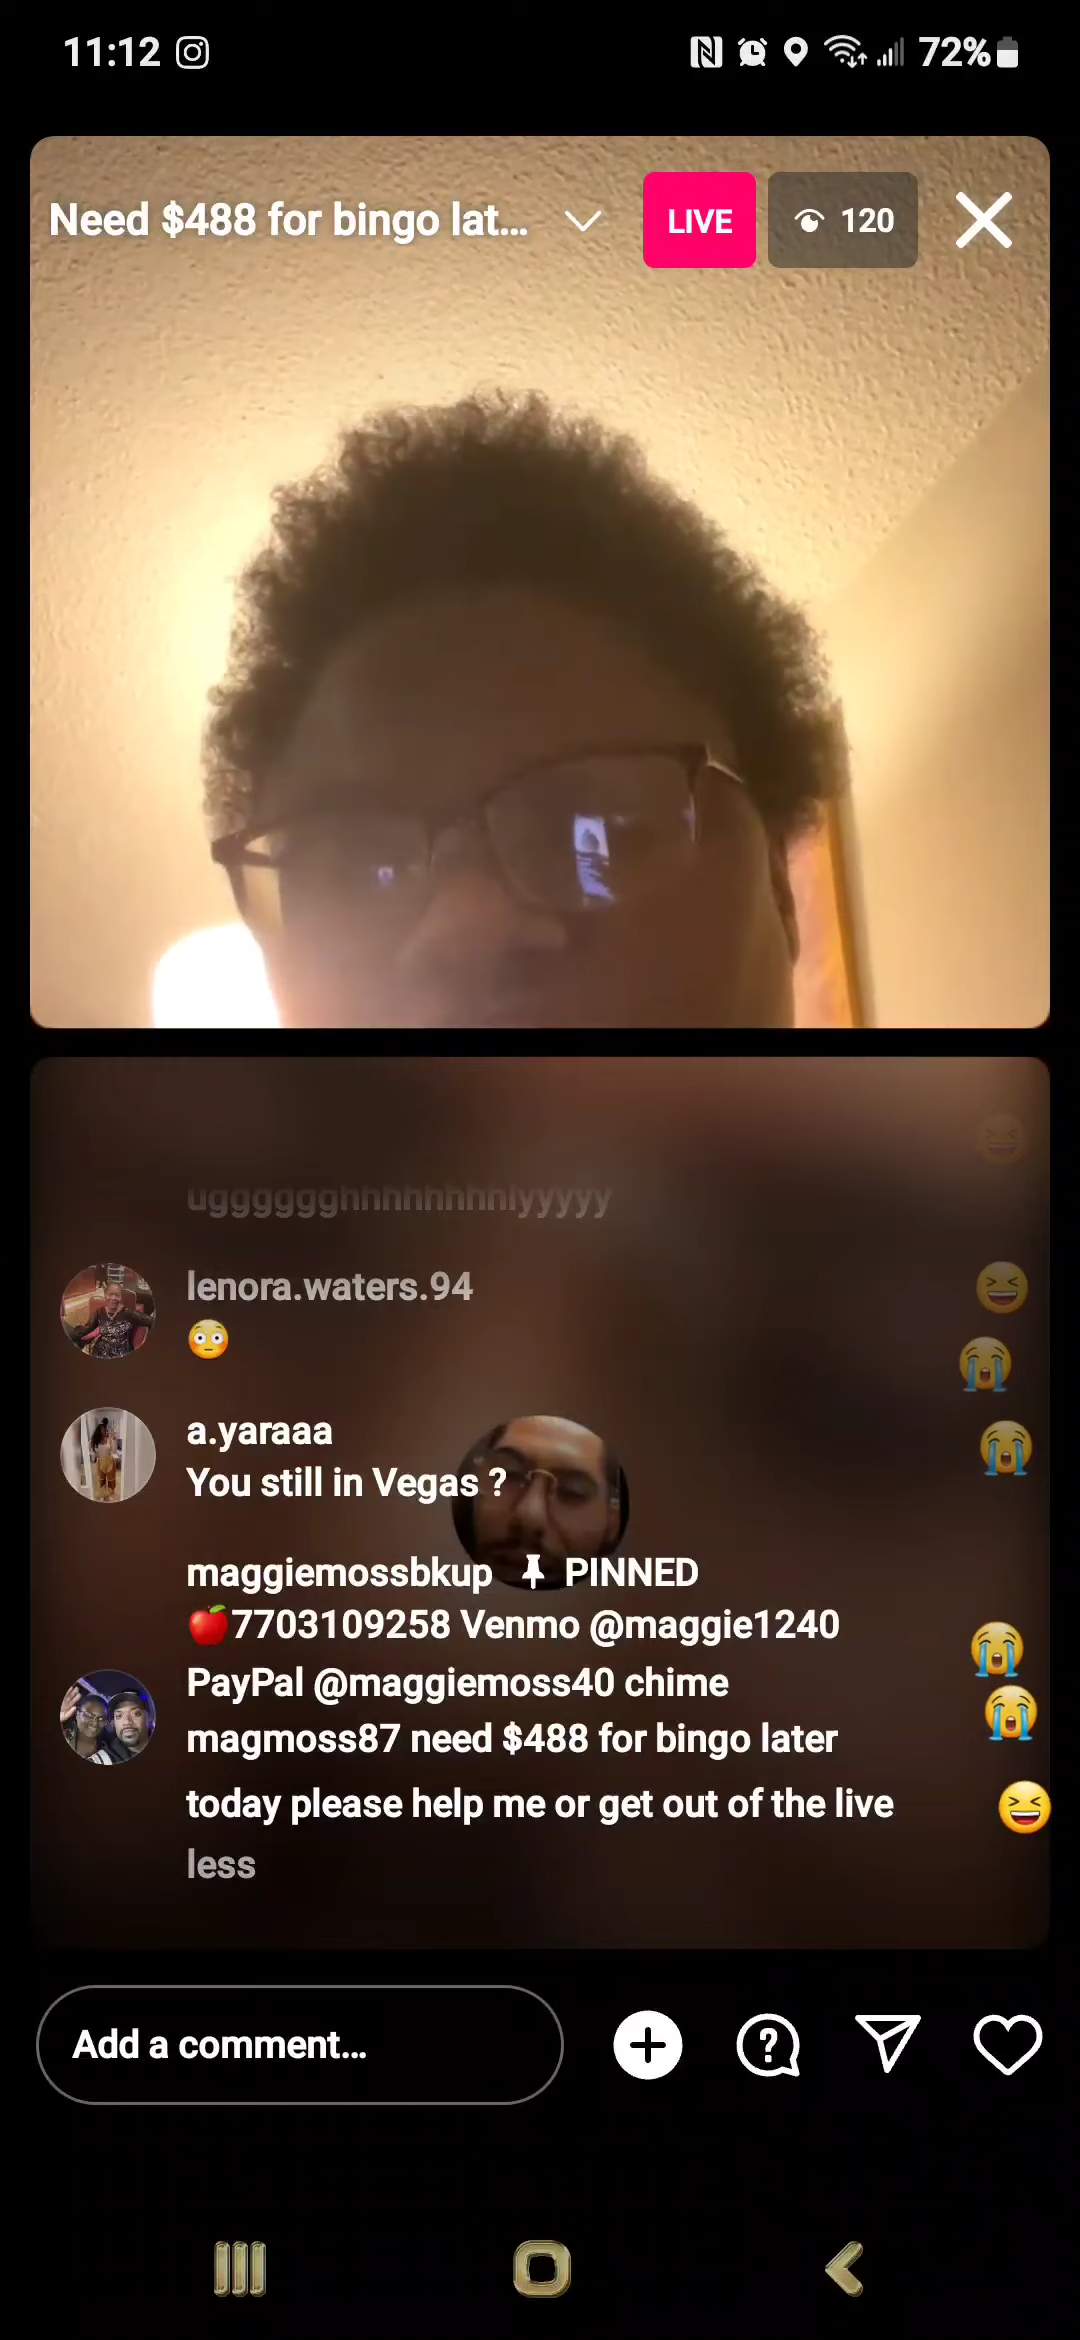 11:12
72%
Need $488 for bingo lat...
LIVE
120
lenora.waters.94
😳
a.yaraaa
You still in Vegas ?
maggiemossbkup 📌 PINNED
🍎7703109258 Venmo @maggie1240
PayPal @maggiemoss40 chime
magmoss87 need $488 for bingo later
today please help me or get out of the live
less
Add a comment...